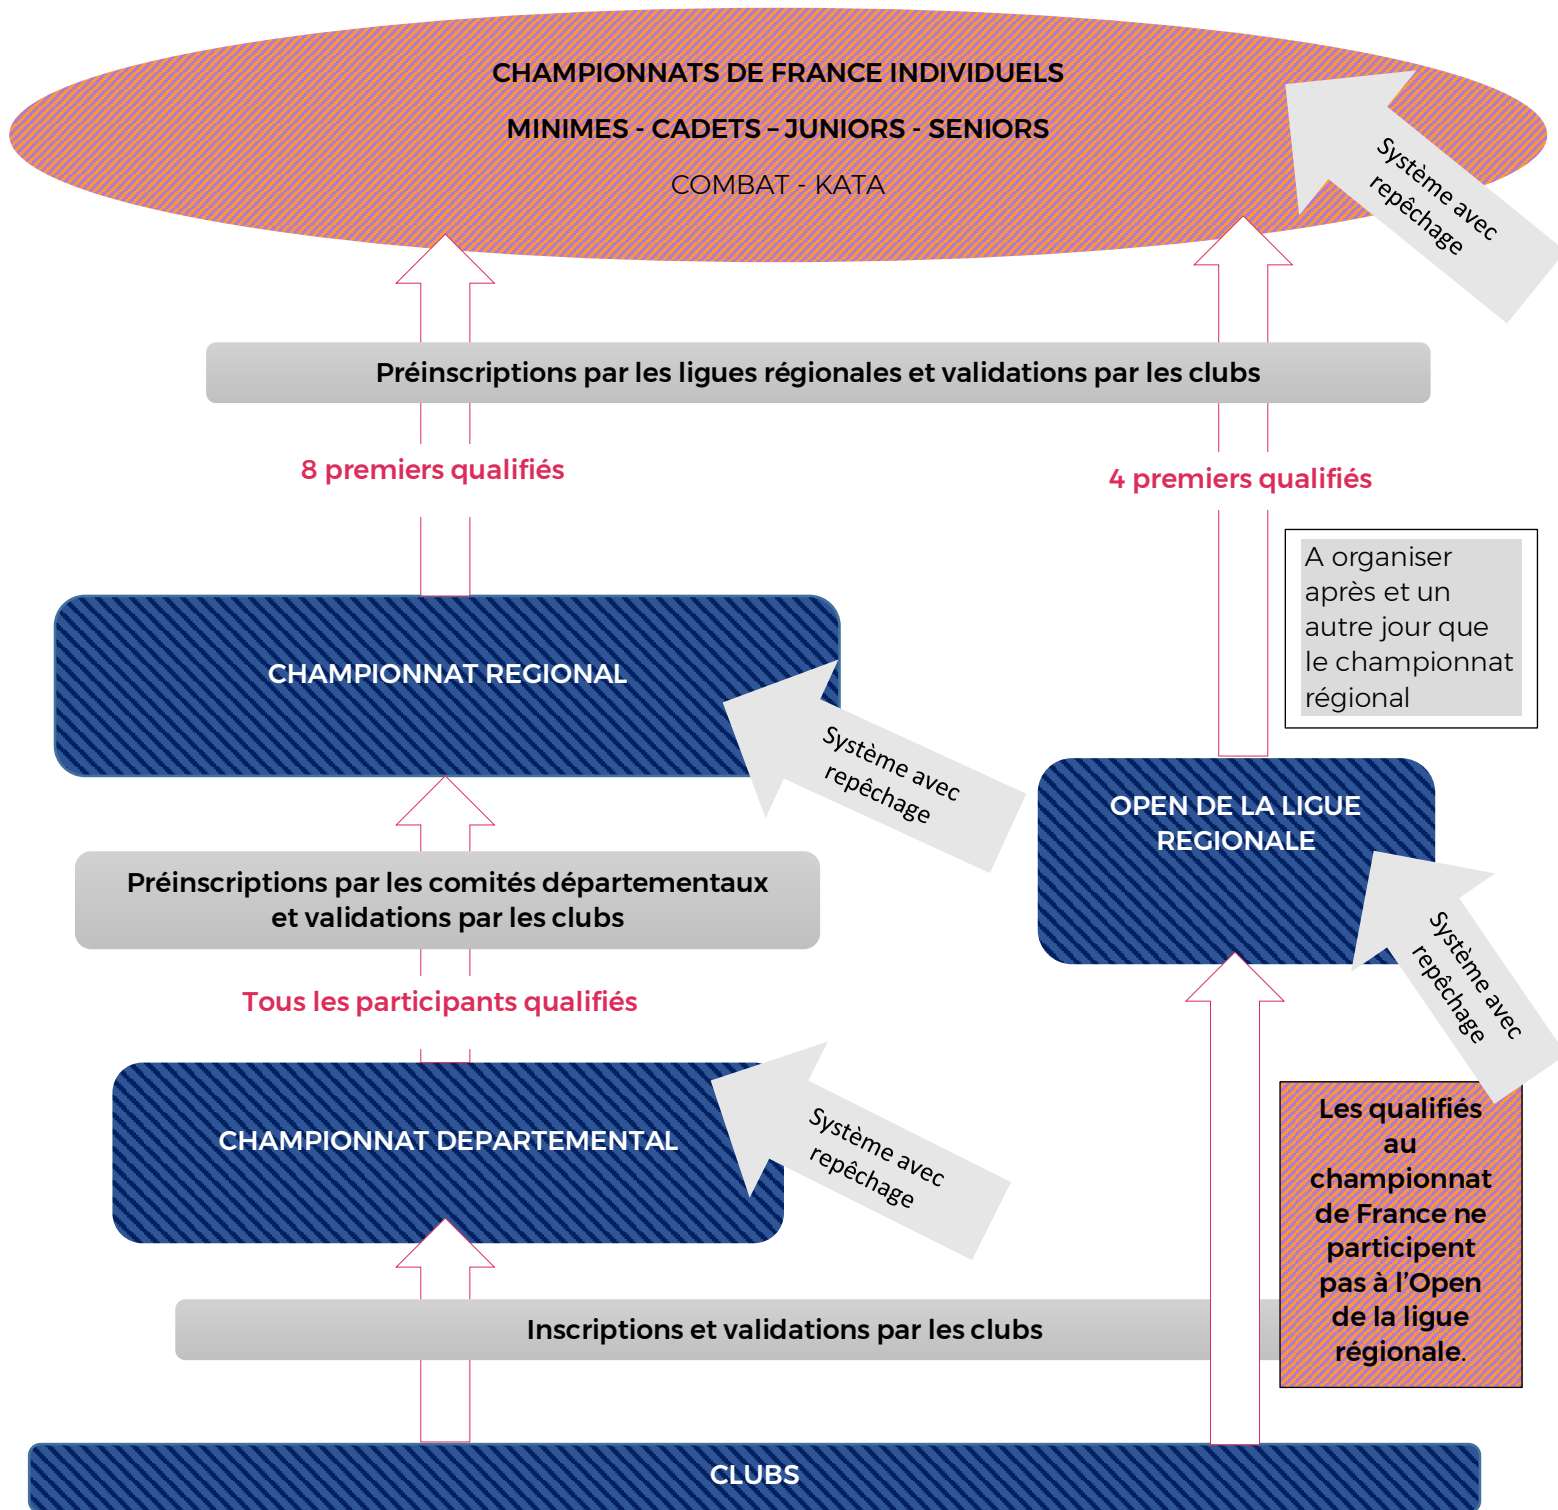 CHAMPIONNATS DE FRANCE INDIVIDUELS
MINIMES - CADETS – JUNIORS - SENIORS
COMBAT - KATA
Système avec
repêchage
Préinscriptions par les ligues régionales et validations par les clubs
8 premiers qualifiés
4 premiers qualifiés
A organiser
après et un
autre jour que
le championnat
régional
CHAMPIONNAT REGIONAL
Système avec
repêchage
OPEN DE LA LIGUE
REGIONALE
Système avec
repêchage
Préinscriptions par les comités départementaux
et validations par les clubs
Tous les participants qualifiés
CHAMPIONNAT DEPARTEMENTAL
Système avec
repêchage
Les qualifiés
au
championnat
de France ne
participent
pas à l’Open
de la ligue
régionale.
Inscriptions et validations par les clubs
CLUBS